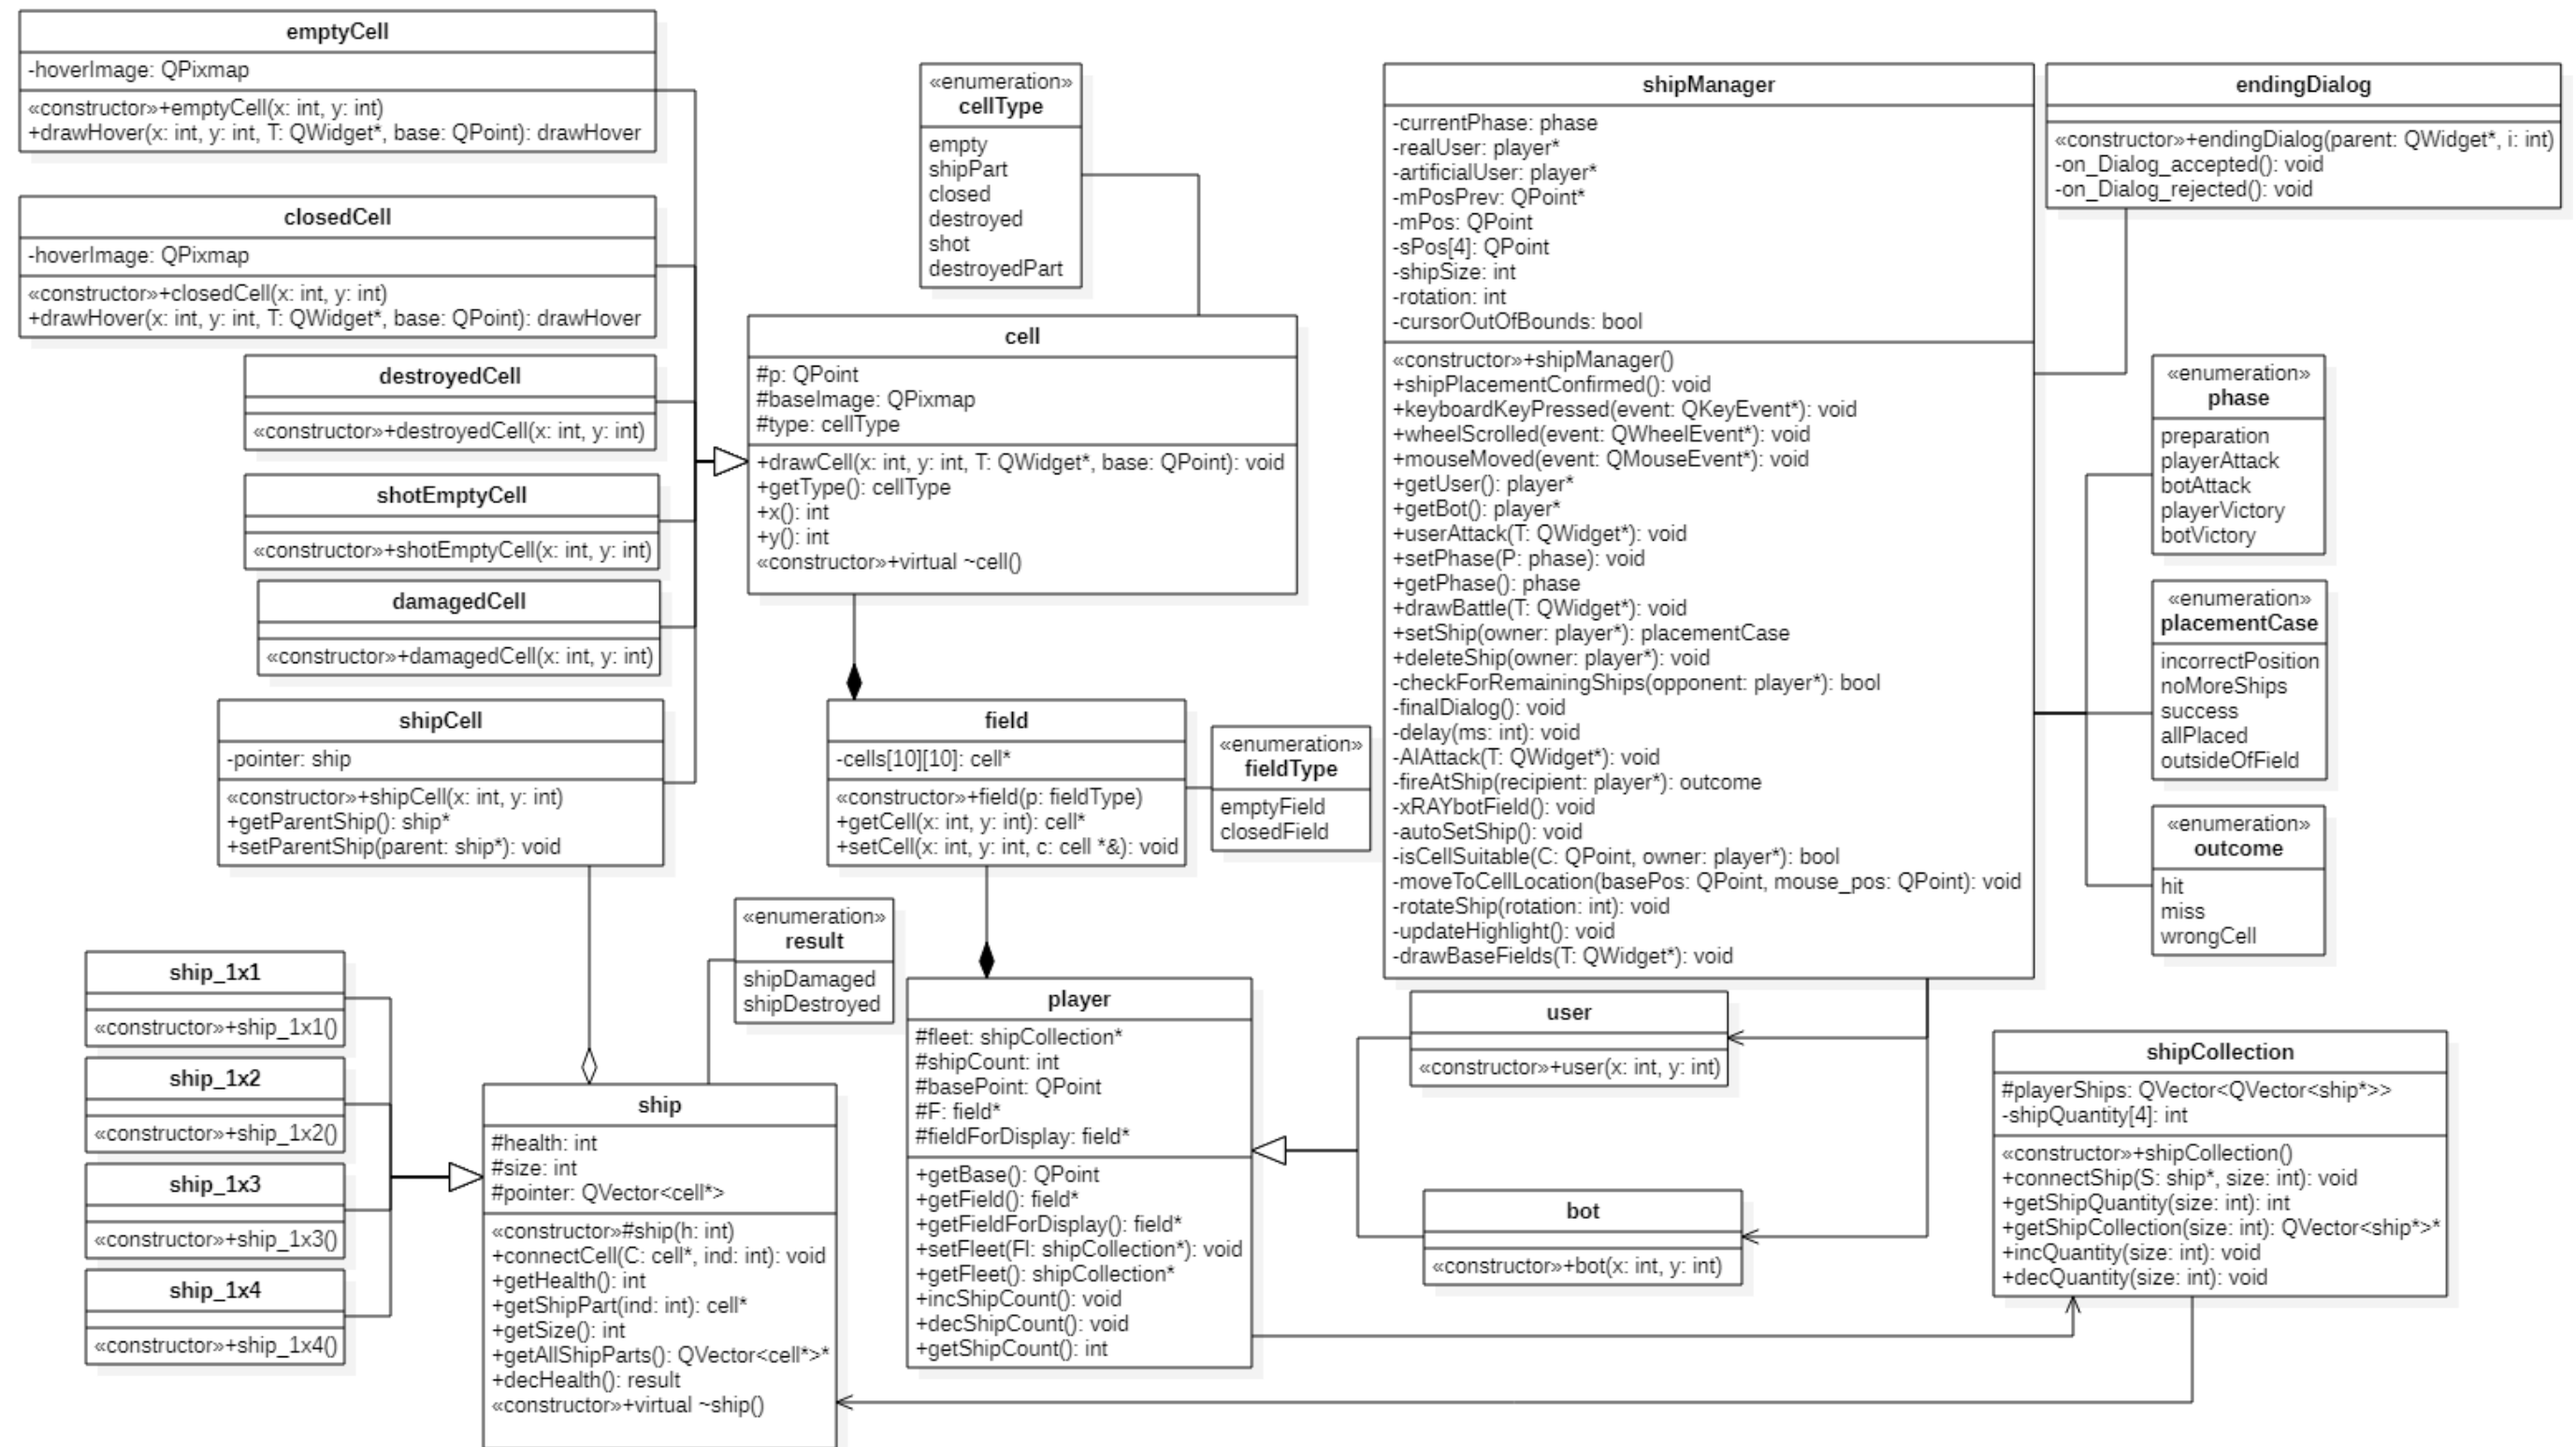 emptyCell
-hoverImage: QPixmap
«constructor»+emptyCell(x: int, y: int)
+drawHover(x: int, y: int, T: QWidget*, base: QPoint): drawHover
closedCell
-hoverImage: QPixmap
«constructor»+closedCell(x: int, y: int)
+drawHover(x: int, y: int, T: QWidget*, base: QPoint): drawHover
destroyedCell
«constructor»+destroyedCell(x: int, y: int)
shotEmptyCell
«constructor»+shotEmptyCell(x: int, y: int)
damagedCell
«constructor»+damagedCell(x: int, y: int)
shipCell
-pointer: ship
«constructor»+shipCell(x: int, y: int)
+getParentShip(): ship*
+setParentShip(parent: ship*): void
«enumeration»
cellType
empty
shipPart
closed
destroyed
shot
destroyedPart
cell
#p: QPoint
#baseImage: QPixmap
#type: cellType
+drawCell(x: int, y: int, T: QWidget*, base: QPoint): void
+getType(): cellType
+x(): int
+y(): int
«constructor»+virtual ~cell()
field
-cells[10][10]: cell*
«constructor»+field(p: fieldType)
+getCell(x: int, y: int): cell*
+setCell(x: int, y: int, c: cell *&): void
«enumeration»
fieldType
emptyField
closedField
shipManager
-currentPhase: phase
-realUser: player*
-artificialUser: player*
-mPosPrev: QPoint*
-mPos: QPoint
-sPos[4]: QPoint
-shipSize: int
-rotation: int
-cursorOutOfBounds: bool
«constructor»+shipManager()
+shipPlacementConfirmed(): void
+keyboardKeyPressed(event: QKeyEvent*): void
+wheelScrolled(event: QWheelEvent*): void
+mouseMoved(event: QMouseEvent*): void
+getUser(): player*
+getBot(): player*
+userAttack(T: QWidget*): void
+setPhase(P: phase): void
+getPhase(): phase
+drawBattle(T: QWidget*): void
+setShip(owner: player*): placementCase
+deleteShip(owner: player*): void
-checkForRemainingShips(opponent: player*): bool
-finalDialog(): void
-delay(ms: int): void
-AIAttack(T: QWidget*): void
-fireAtShip(recipient: player*): outcome
-xRAYbotField(): void
-autoSetShip(): void
-isCellSuitable(C: QPoint, owner: player*): bool
-moveToCellLocation(basePos: QPoint, mouse_pos: QPoint): void
-rotateShip(rotation: int): void
-updateHighlight(): void
-drawBaseFields(T: QWidget*): void
endingDialog
«constructor»+endingDialog(parent: QWidget*, i: int)
-on_Dialog_accepted(): void
-on_Dialog_rejected(): void
«enumeration»
phase
preparation
playerAttack
botAttack
playerVictory
botVictory
«enumeration»
placementCase
incorrectPosition
noMoreShips
success
allPlaced
outsideOfField
«enumeration»
outcome
hit
miss
wrongCell
ship_1x1
«constructor»+ship_1x1()
ship_1x2
«constructor»+ship_1x2()
ship_1x3
«constructor»+ship_1x3()
ship_1x4
«constructor»+ship_1x4()
«enumeration»
result
shipDamaged
shipDestroyed
ship
#health: int
#size: int
#pointer: QVector<cell*>
«constructor»#ship(h: int)
+connectCell(C: cell*, ind: int): void
+getHealth(): int
+getShipPart(ind: int): cell*
+getSize(): int
+getAllShipParts(): QVector<cell*>*
+decHealth(): result
«constructor»+virtual ~ship()
player
#fleet: shipCollection*
#shipCount: int
#basePoint: QPoint
#F: field*
#fieldForDisplay: field*
+getBase(): QPoint
+getField(): field*
+getFieldForDisplay(): field*
+setFleet(Fl: shipCollection*): void
+getFleet(): shipCollection*
+incShipCount(): void
+decShipCount(): void
+getShipCount(): int
user
«constructor»+user(x: int, y: int)
bot
«constructor»+bot(x: int, y: int)
shipCollection
#playerShips: QVector<QVector<ship*>>
-shipQuantity[4]: int
«constructor»+shipCollection()
+connectShip(S: ship*, size: int): void
+getShipQuantity(size: int): int
+getShipCollection(size: int): QVector<ship*>*
+incQuantity(size: int): void
+decQuantity(size: int): void